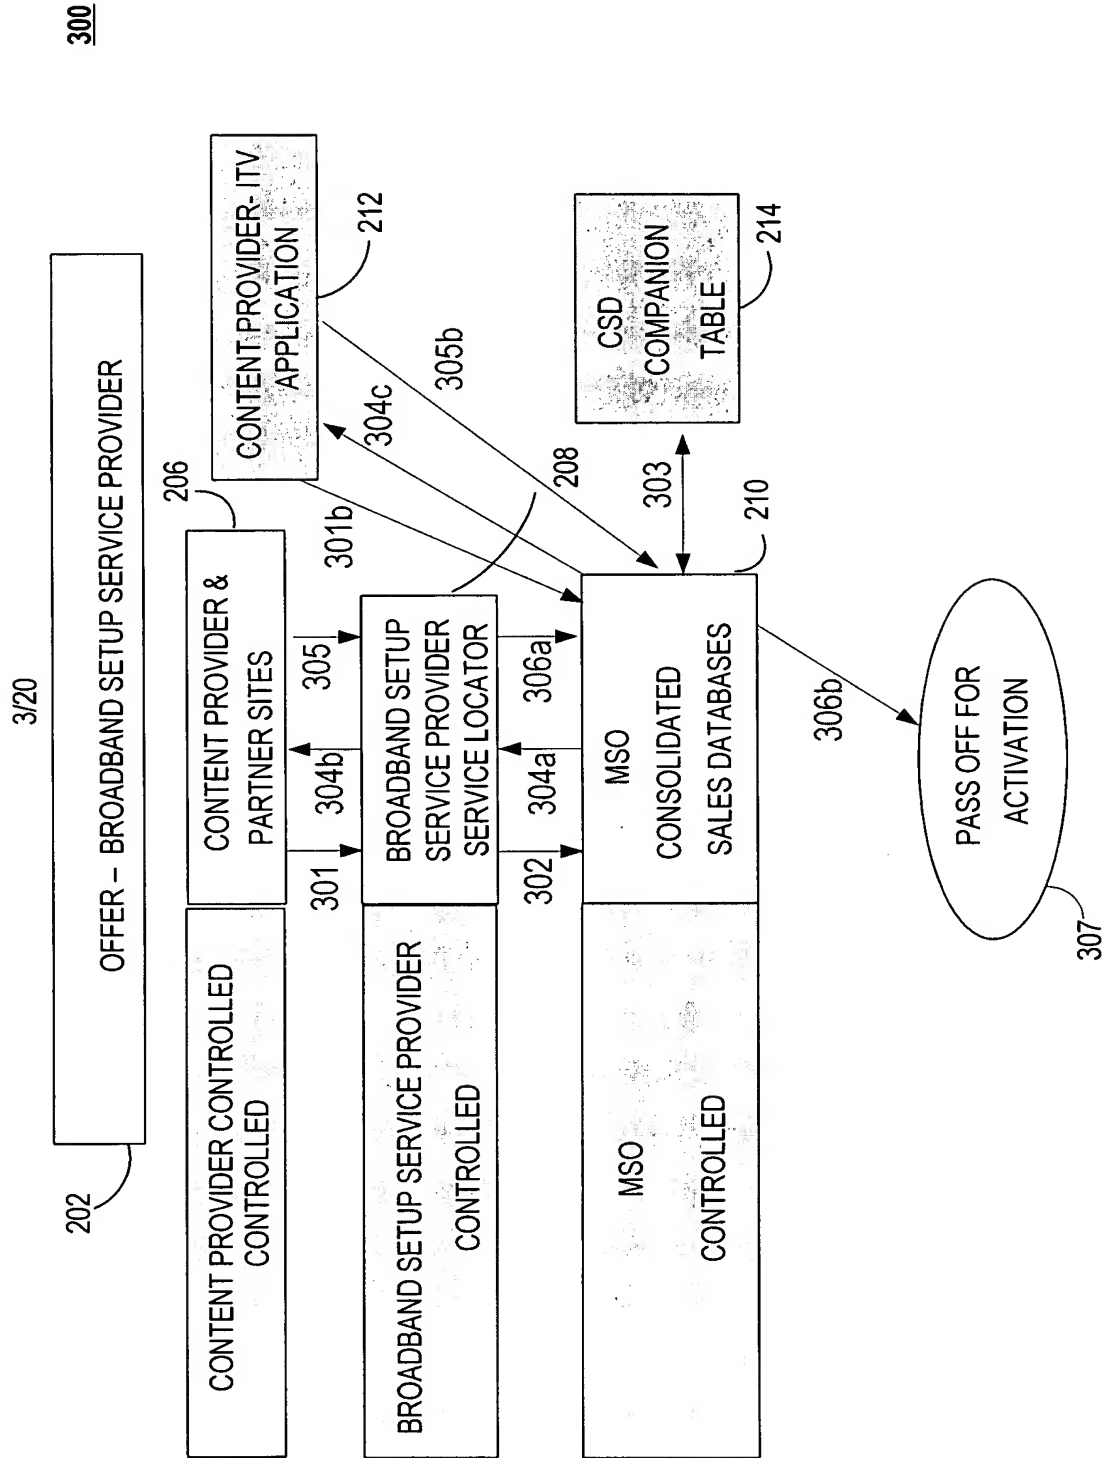 3/20
300
OFFER – BROADBAND SETUP SERVICE PROVIDER
202
CONTENT PROVIDER CONTROLLED
CONTROLLED
CONTENT PROVIDER &
PARTNER SITES
206
CONTENT PROVIDER- ITV
APPLICATION
212
301
304b
305
301b
304c
305b
BROADBAND SETUP SERVICE PROVIDER
CONTROLLED
BROADBAND SETUP
SERVICE PROVIDER
SERVICE LOCATOR
208
302
304a
306a
MSO
CONTROLLED
MSO
CONSOLIDATED
SALES DATABASES
210
303
CSD
COMPANION
TABLE
214
306b
PASS OFF FOR
ACTIVATION
307